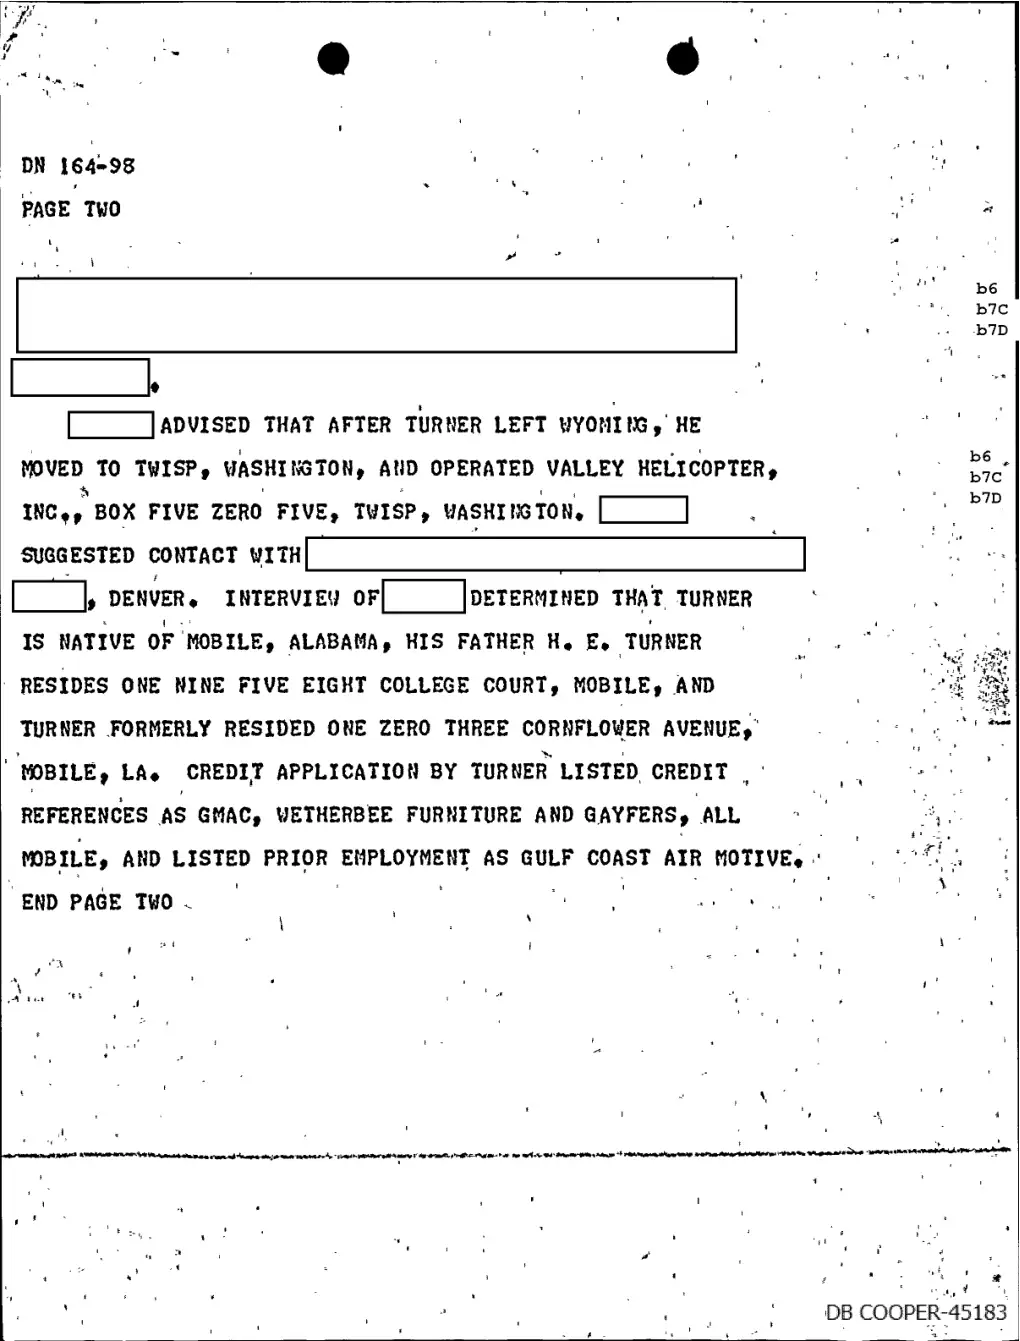 DN 164-98
PAGE TWO
b6
b7C
b7D
.
ADVISED THAT AFTER TURNER LEFT WYOMING, HE
MOVED TO TWISP, WASHINGTON, AND OPERATED VALLEY HELICOPTER,
b6
b7C
b7D
INC., BOX FIVE ZERO FIVE, TWISP, WASHINGTON.
SUGGESTED CONTACT WITH
, DENVER. INTERVIEW OF DETERMINED THAT TURNER
IS NATIVE OF MOBILE, ALABAMA, HIS FATHER H. E. TURNER
RESIDES ONE NINE FIVE EIGHT COLLEGE COURT, MOBILE, AND
TURNER FORMERLY RESIDED ONE ZERO THREE CORNFLOWER AVENUE,
MOBILE, LA. CREDIT APPLICATION BY TURNER LISTED CREDIT
REFERENCES AS GMAC, WETHERBEE FURNITURE AND GAYFERS, ALL
MOBILE, AND LISTED PRIOR EMPLOYMENT AS GULF COAST AIR MOTIVE.
END PAGE TWO
DB COOPER-45183